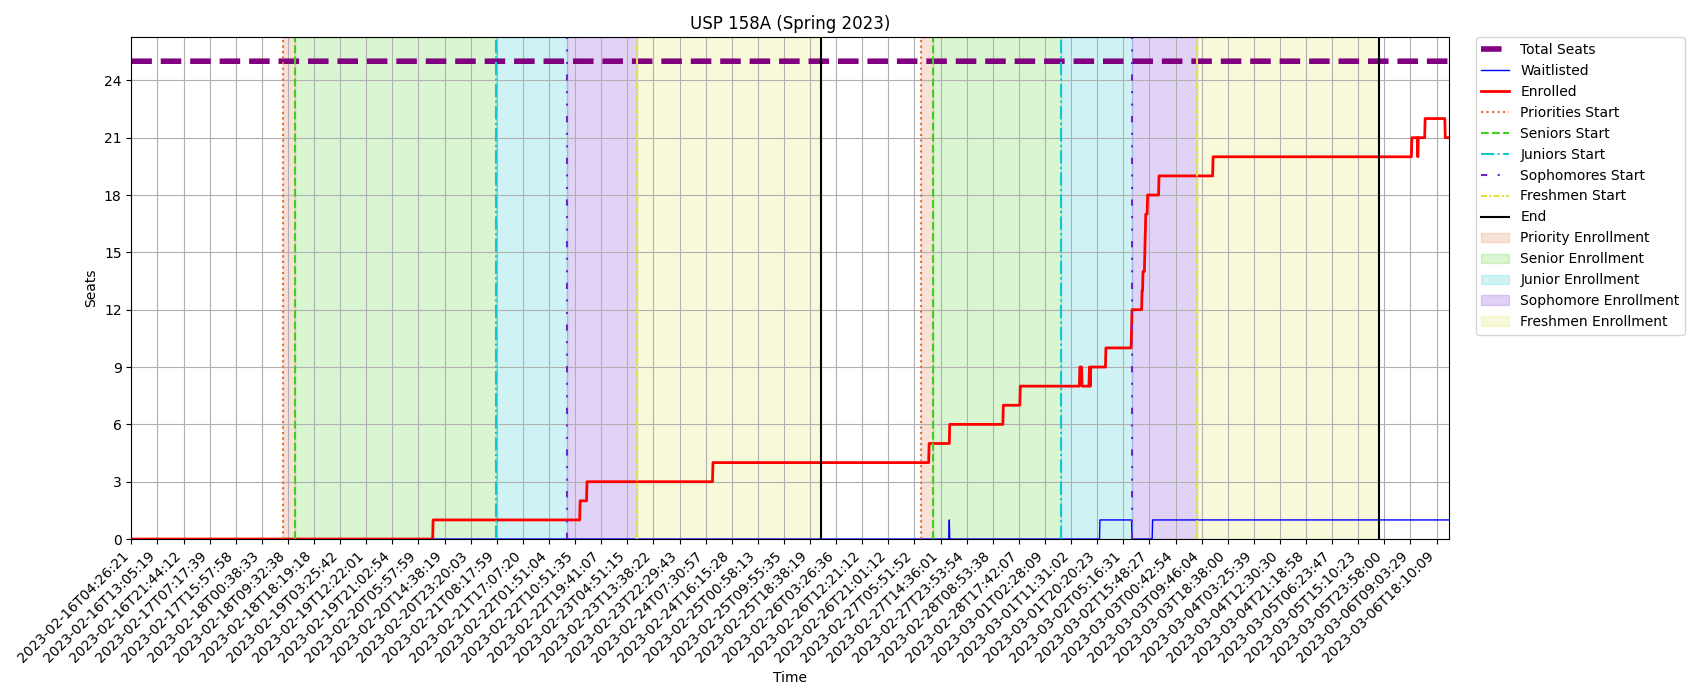 USP 158A (Spring 2023)
Total Seats
Waitlisted
Enrolled
Priorities Start
Seniors Start
Juniors Start
Sophomores Start
Freshmen Start
End
Priority Enrollment
Senior Enrollment
Junior Enrollment
Sophomore Enrollment
Freshmen Enrollment
Seats
24
21
18
15
12
9
6
3
0
2023-02-16T04:26:21
2023-02-16T13:05:19
2023-02-16T21:44:12
2023-02-17T07:17:39
2023-02-17T15:57:58
2023-02-18T00:38:33
2023-02-18T09:32:38
2023-02-18T18:19:18
2023-02-19T03:25:42
2023-02-19T12:22:01
2023-02-19T21:02:54
2023-02-20T05:57:59
2023-02-20T14:38:19
2023-02-20T23:20:03
2023-02-21T08:17:59
2023-02-21T17:07:20
2023-02-22T01:51:04
2023-02-22T10:51:35
2023-02-22T19:41:07
2023-02-23T04:51:15
2023-02-23T13:38:22
2023-02-23T22:29:43
2023-02-24T07:30:57
2023-02-24T16:15:28
2023-02-25T00:58:13
2023-02-25T09:55:35
2023-02-25T18:38:19
2023-02-26T03:26:36
2023-02-26T12:21:12
2023-02-26T21:01:12
2023-02-27T05:51:52
2023-02-27T14:36:01
2023-02-27T23:53:54
2023-02-28T08:53:38
2023-02-28T17:42:07
2023-03-01T02:28:09
2023-03-01T11:31:02
2023-03-01T20:20:23
2023-03-02T05:16:31
2023-03-02T15:48:27
2023-03-03T00:42:54
2023-03-03T09:46:04
2023-03-03T18:38:00
2023-03-04T03:25:39
2023-03-04T12:30:30
2023-03-04T21:18:58
2023-03-05T06:23:47
2023-03-05T15:10:23
2023-03-05T23:58:00
2023-03-06T09:03:29
2023-03-06T18:10:09
Time